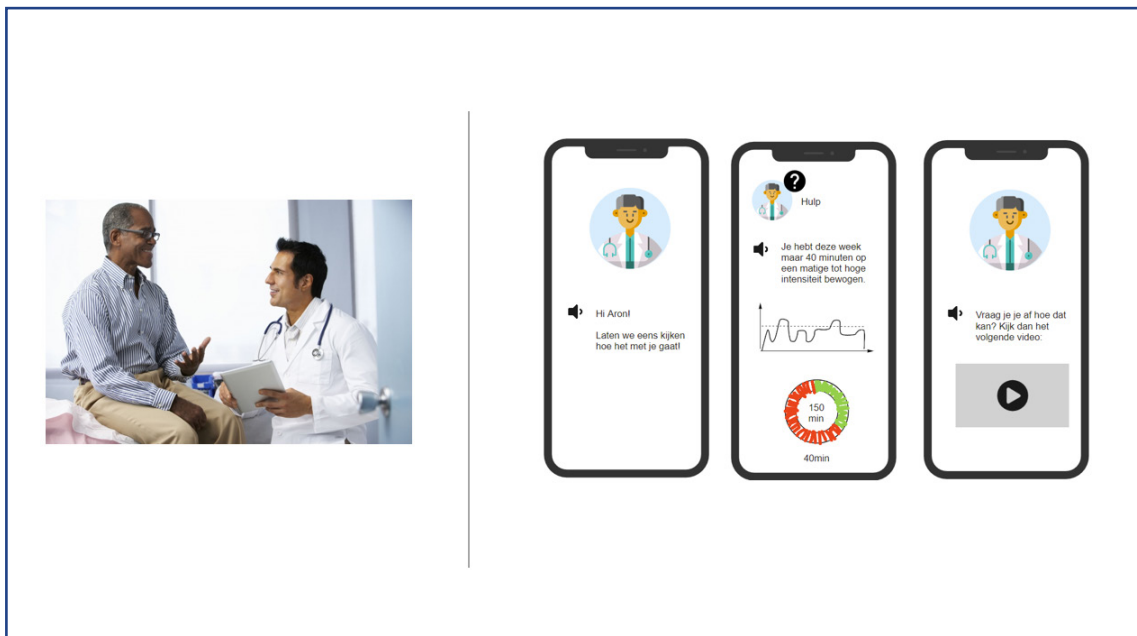 Hi Aron!
Laten we eens kijken
hoe het met je gaat!
?
Hulp
Je hebt deze week
maar 40 minuten op
een matige tot hoge
intensiteit bewogen.
150
min
40min
Vraag je je af hoe dat
kan? Kijk dan het
volgende video: